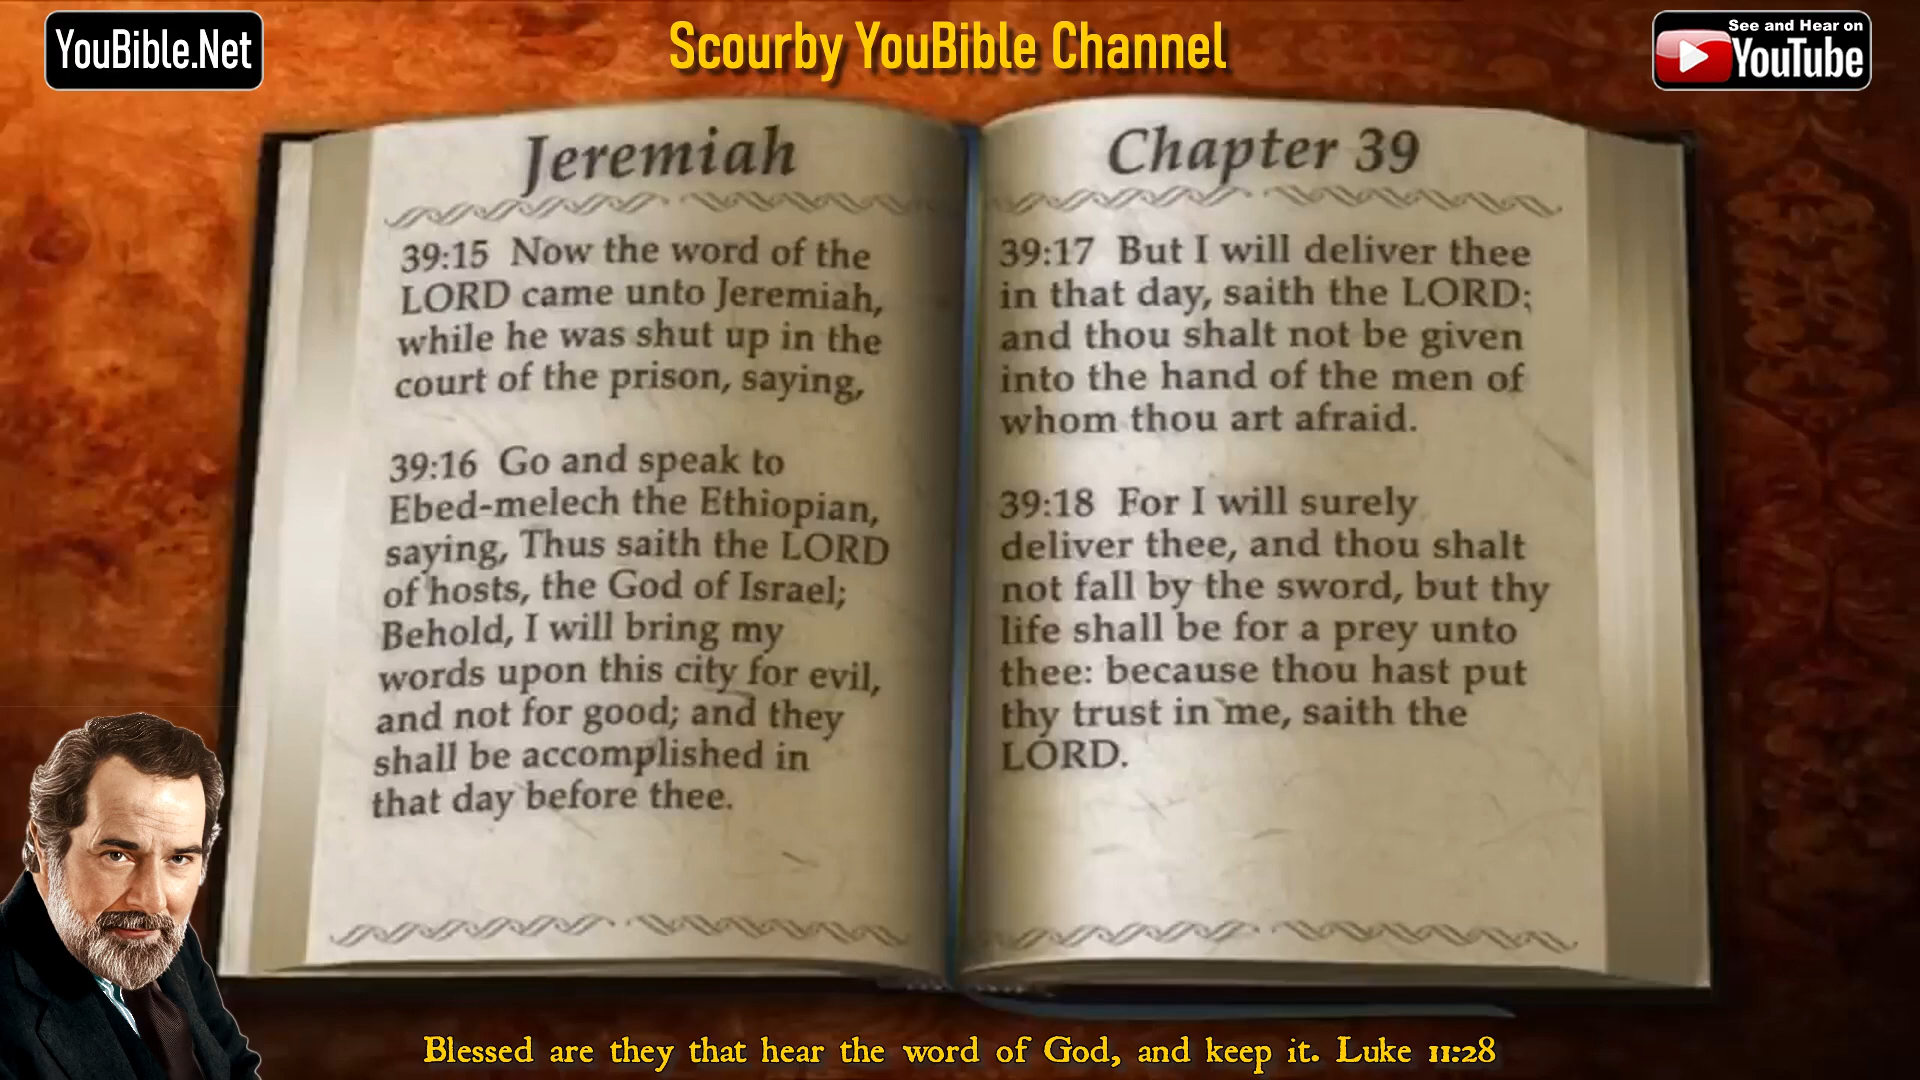 YouBible.Net
Scourby YouBible Channel
See and Hear on
YouTube
Jeremiah
39:15 Now the word of the
LORD came unto Jeremiah,
while he was shut up in the
court of the prison, saying,
39:16 Go and speak to
Ebed-melech the Ethiopian,
saying, Thus saith the LORD
of hosts, the God of Israel;
Behold, I will bring my
words upon this city for evil,
and not for good; and they
shall be accomplished in
that day before thee.
Chapter 39
39:17 But I will deliver thee
in that day, saith the LORD:
and thou shalt not be given
into the hand of the men of
whom thou art afraid.
39:18 For I will surely
deliver thee, and thou shalt
not fall by the sword, but thy
life shall be for a prey unto
thee: because thou hast put
thy trust in me, saith the
LORD.
Blessed are they that hear the word of God, and keep it. Luke 11:28